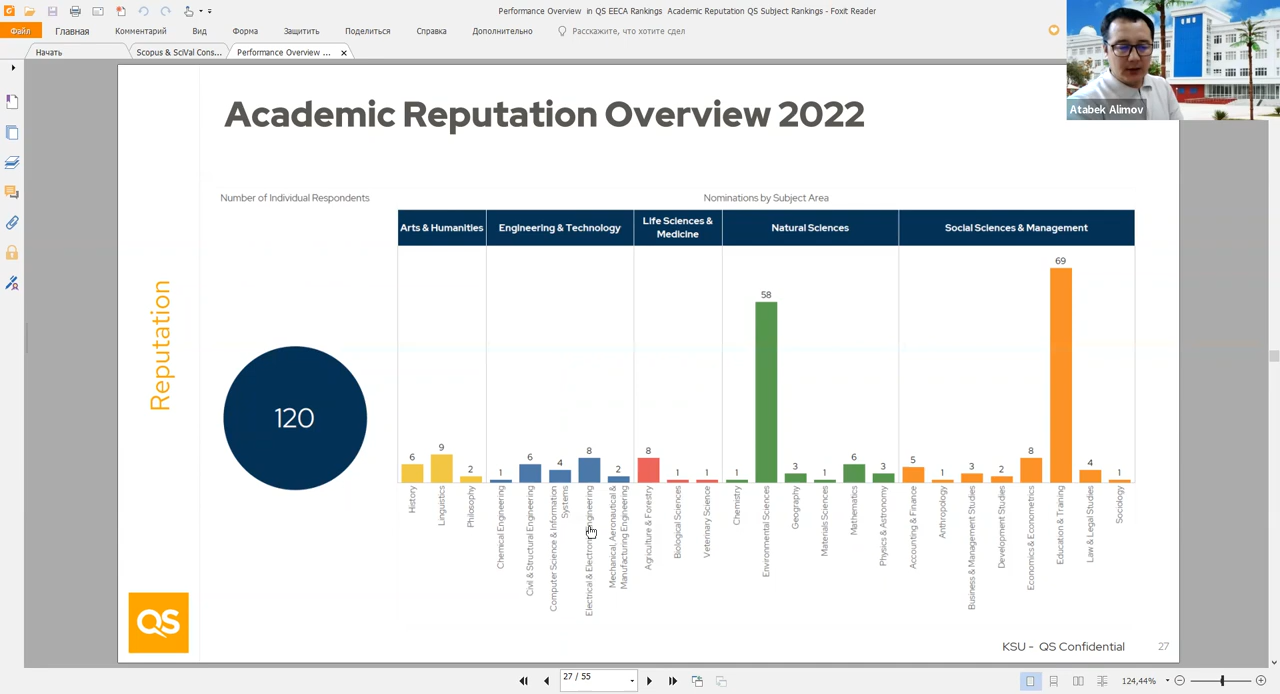 Performance Overview in QS EECA Rankings Academic Reputation QS Subject Rankings - Foxit Reader
Файл Главная Комментарий Вид Форма Защитить Поделиться Справка Дополнительно Расскажите, что хотите сдел
Начать Scopus & SciVal Cons... Performance Overview ...
Atabek Alimov
Academic Reputation Overview 2022
Number of Individual Respondents
Nominations by Subject Area
Arts & Humanities
Engineering & Technology
Life Sciences &
Medicine
Natural Sciences
Social Sciences & Management
Reputation
120
6 9 2 1 6 4 8 2 8 1 1 1 58 3 1 6 3 5 1 3 2 8 69 4 1
History
Linguistics
Philosophy
Chemical Engineering
Civil & Structural Engineering
Computer Science & Information
Systems
Electrical & Electronic Engineering
Mechanical, Aeronautical &
Manufacturing Engineering
Agriculture & Forestry
Biological Sciences
Veterinary Science
Chemistry
Environmental Sciences
Geography
Materials Sciences
Mathematics
Physics & Astronomy
Accounting & Finance
Anthropology
Business & Management Studies
Development Studies
Economics & Econometrics
Education & Training
Law & Legal Studies
Sociology
QS
KSU - QS Confidential 27
27 / 55
124,44%